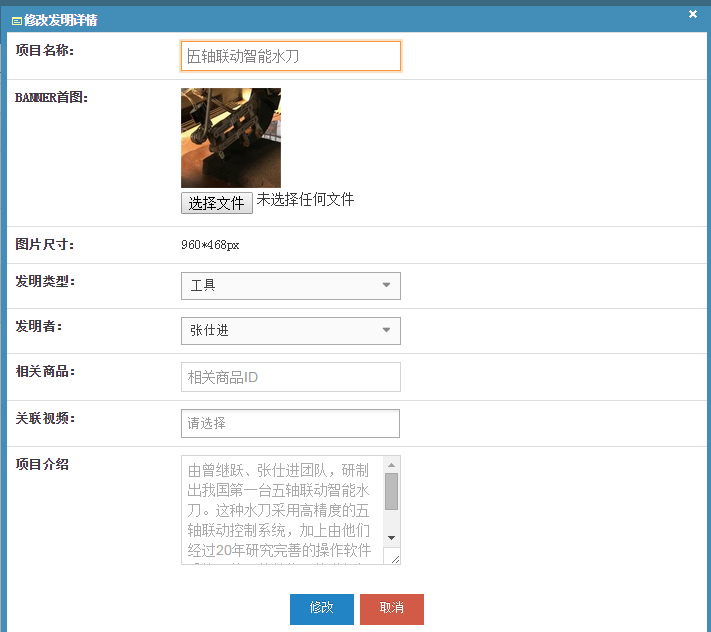 修改发明详情
项目名称:
五轴联动智能水刀
BANNER首图:
选择文件 未选择任何文件
图片尺寸: 960*468px
发明类型: 工具
发明者: 张仕进
相关商品: 相关商品ID
关联视频: 请选择
项目介绍
由曾继跃、张仕进团队，研制
出我国第一台五轴联动智能水
刀。这种水刀采用高精度的五
轴联动控制系统，加上由他们
经过20年研究完善的操作软件
修改 取消